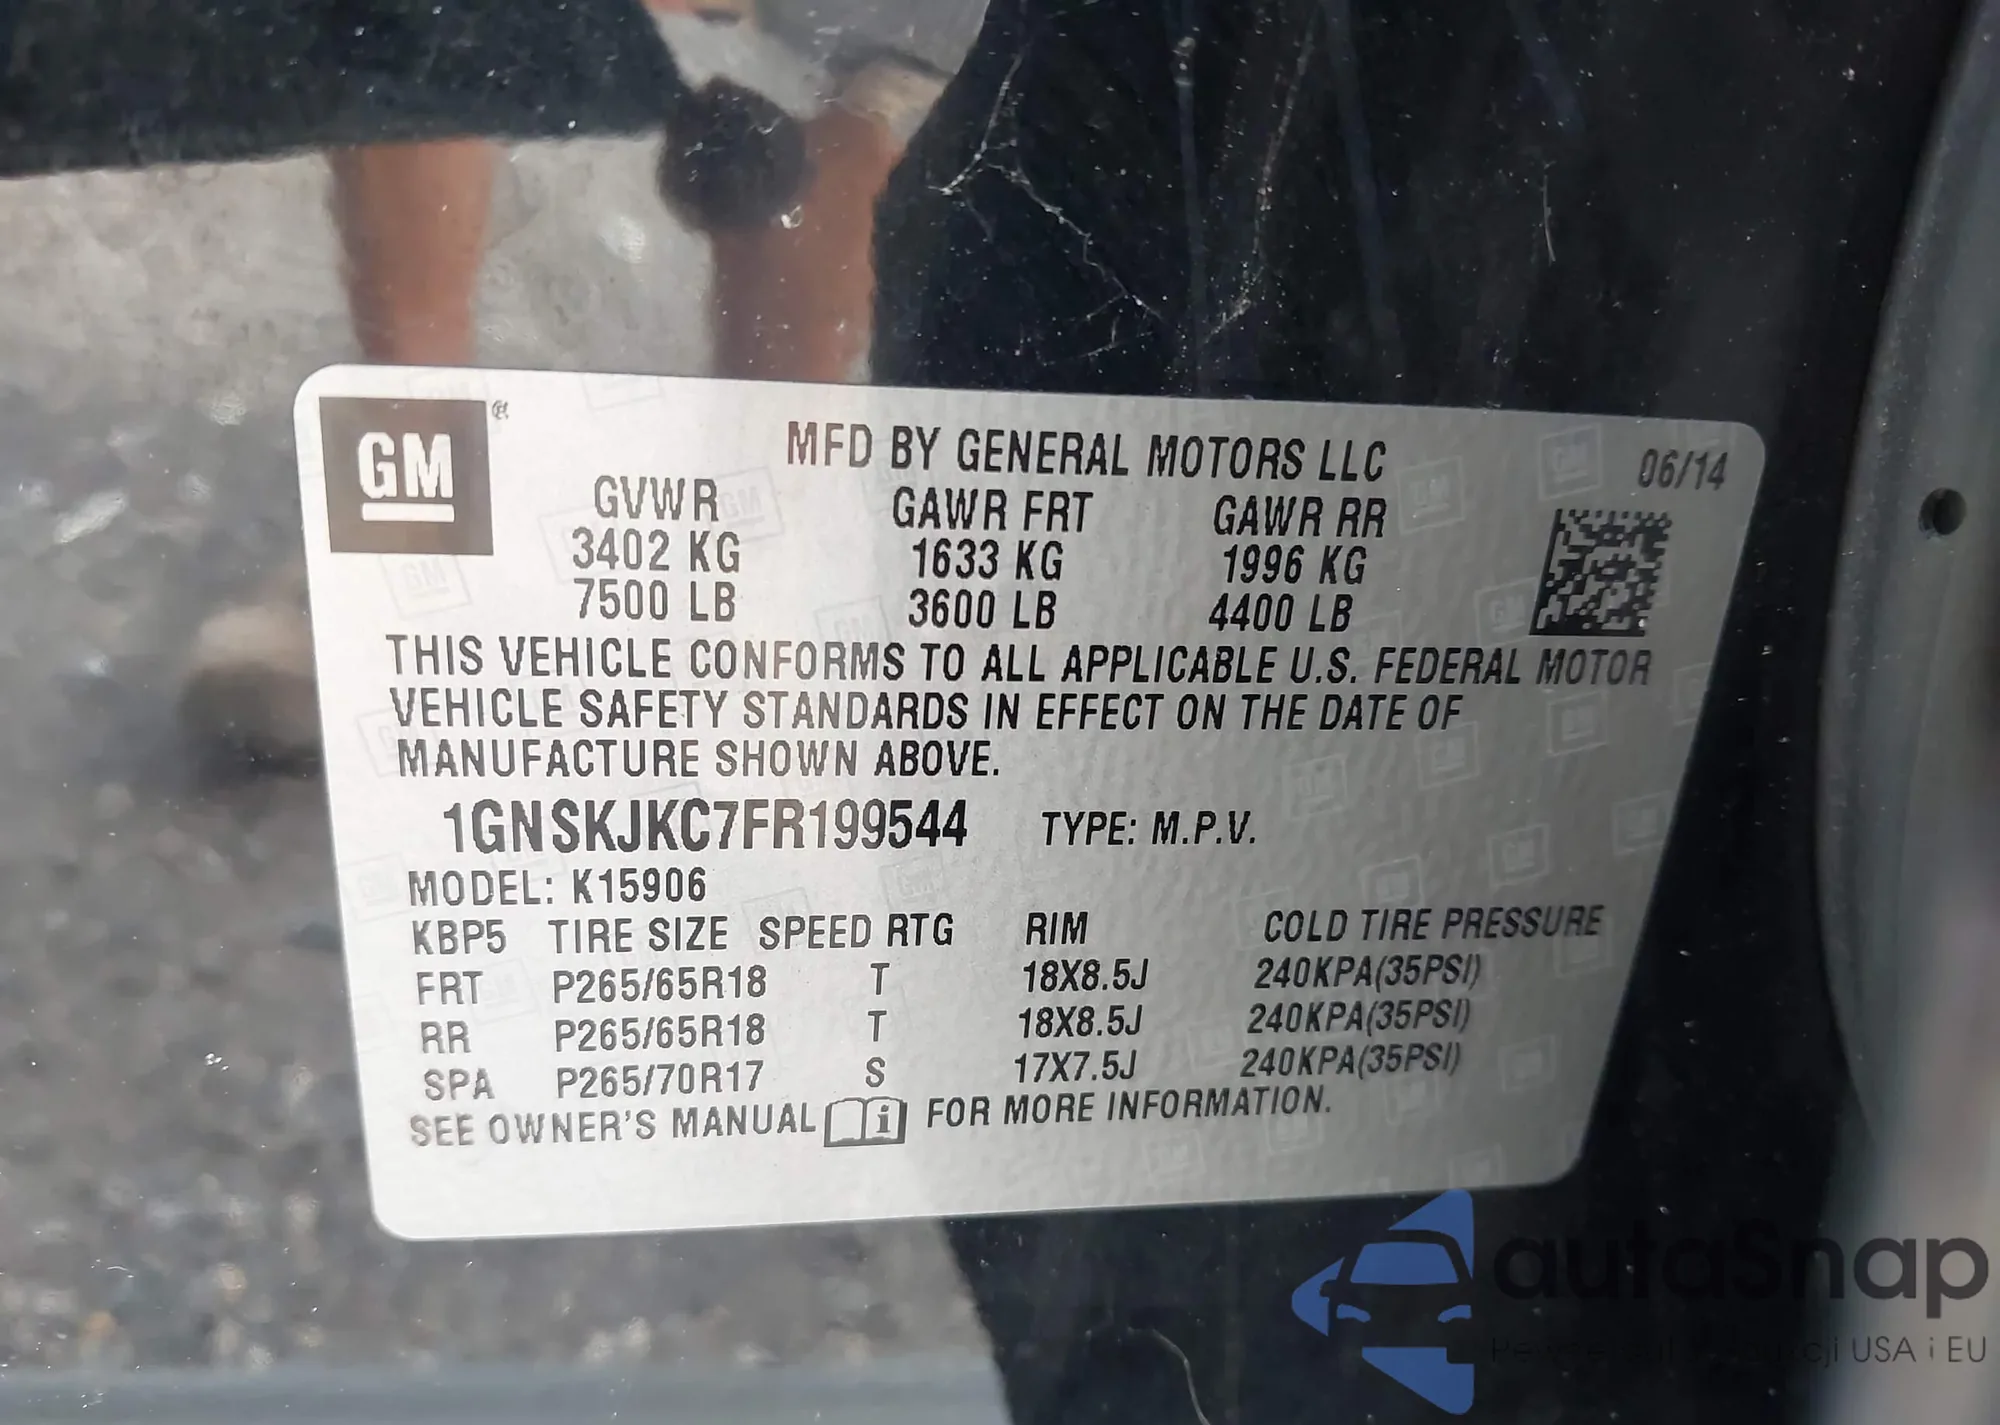 GM
MFD BY GENERAL MOTORS LLC
06/14
GVWR GAWR FRT GAWR RR
3402 KG 1633 KG 1996 KG
7500 LB 3600 LB 4400 LB
THIS VEHICLE CONFORMS TO ALL APPLICABLE U.S. FEDERAL MOTOR
VEHICLE SAFETY STANDARDS IN EFFECT ON THE DATE OF
MANUFACTURE SHOWN ABOVE.
1GNSKJKC7FR199544 TYPE: M.P.V.
MODEL: K15906
KBP5 TIRE SIZE SPEED RTG RIM COLD TIRE PRESSURE
FRT P265/65R18 T 18X8.5J 240KPA(35PSI)
RR P265/65R18 T 18X8.5J 240KPA(35PSI)
SPA P265/70R17 S 17X7.5J 240KPA(35PSI)
SEE OWNER'S MANUAL i FOR MORE INFORMATION.
autaSnap
USA i EU